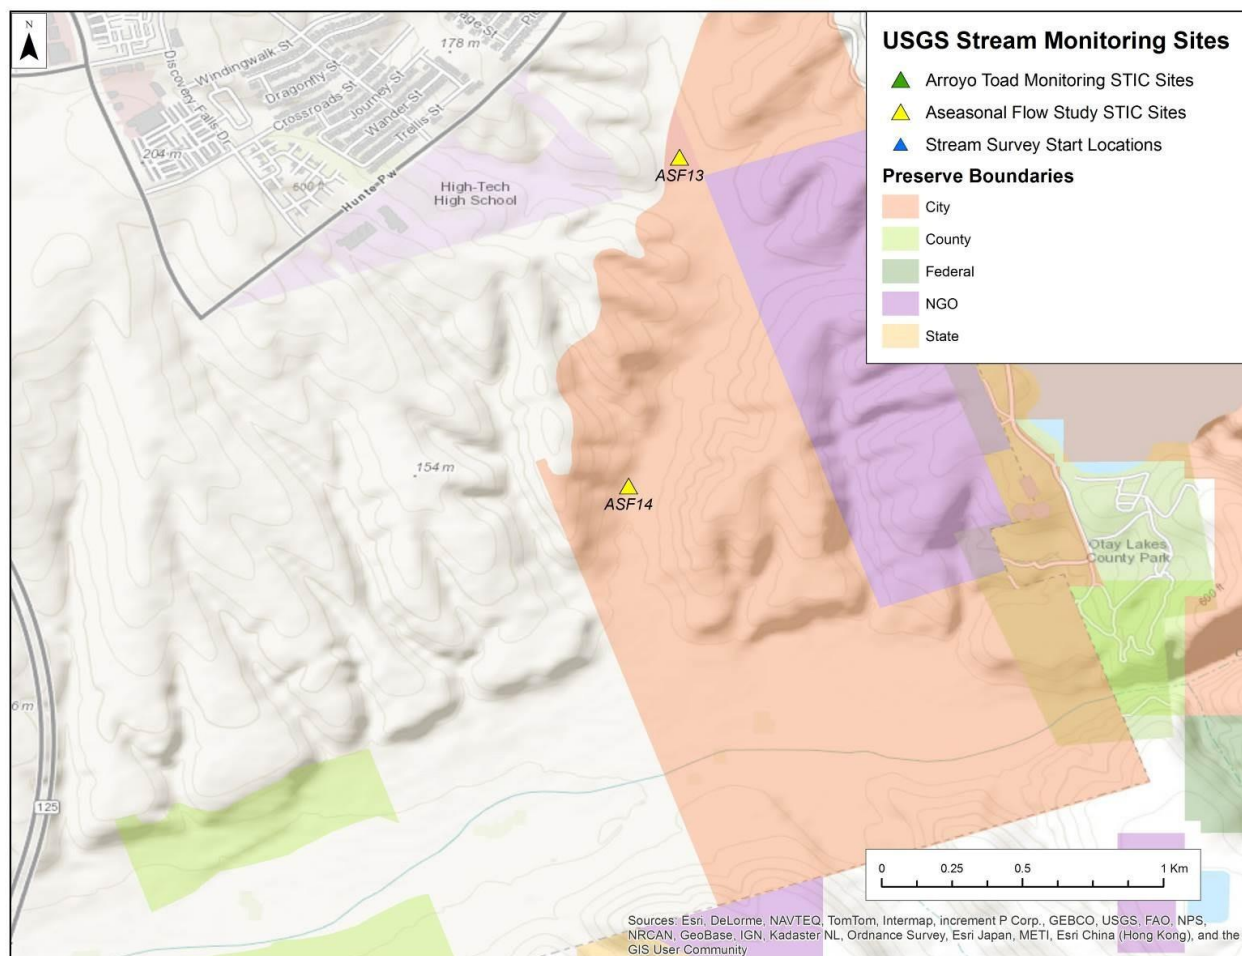 N
USGS Stream Monitoring Sites
Arroyo Toad Monitoring STIC Sites
Aseasonal Flow Study STIC Sites
Stream Survey Start Locations
Preserve Boundaries
City
County
Federal
NGO
State
178 m
Windingwalk St
Discovery Falls Dr
Dragonfly St
Crossroads St
Journey St
Wander St
Trellis St
204 m
600 ft
Hunte Pw
High-Tech
High School
ASF13
154 m
ASF14
Otay Lakes
County Park
600 ft
6 m
125
0 0.25 0.5 1 Km
Sources: Esri, DeLorme, NAVTEQ, TomTom, Intermap, increment P Corp., GEBCO, USGS, FAO, NPS,
NRCAN, GeoBase, IGN, Kadaster NL, Ordnance Survey, Esri Japan, METI, Esri China (Hong Kong), and the
GIS User Community